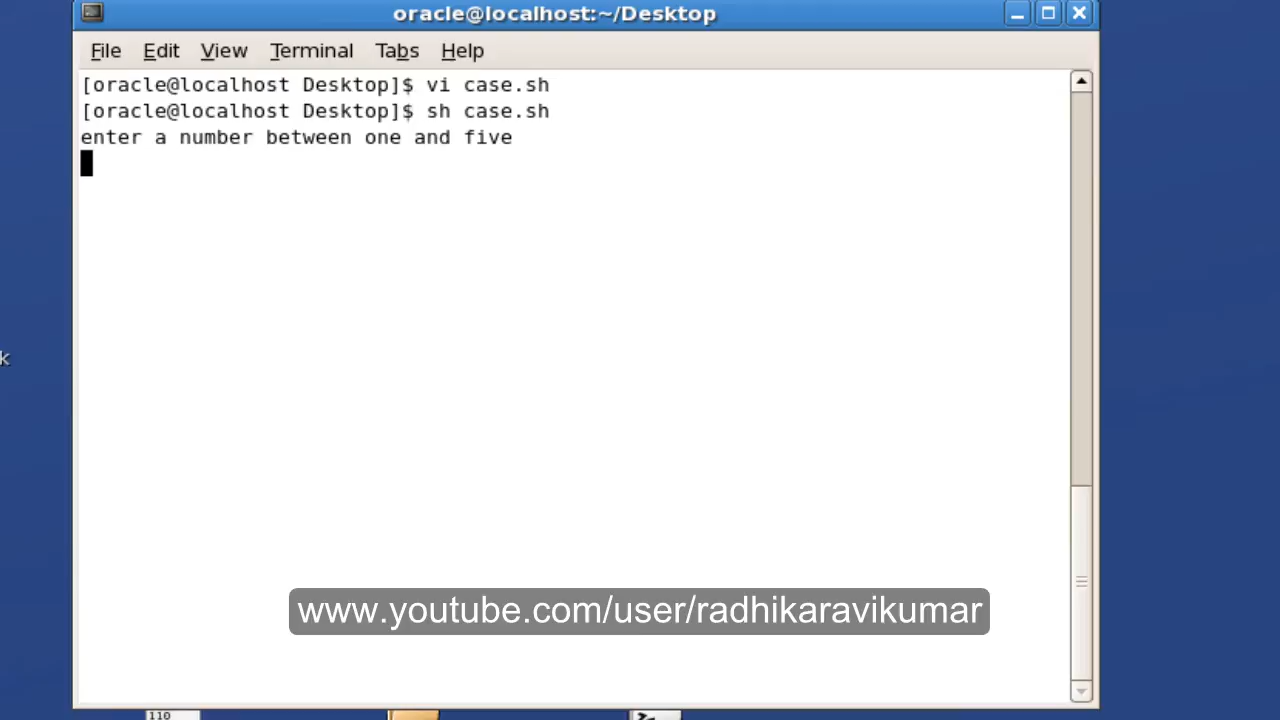 oracle@localhost:~/Desktop
File Edit View Terminal Tabs Help
[oracle@localhost Desktop]$ vi case.sh
[oracle@localhost Desktop]$ sh case.sh
enter a number between one and five
k
www.youtube.com/user/radhikaravikumar
110